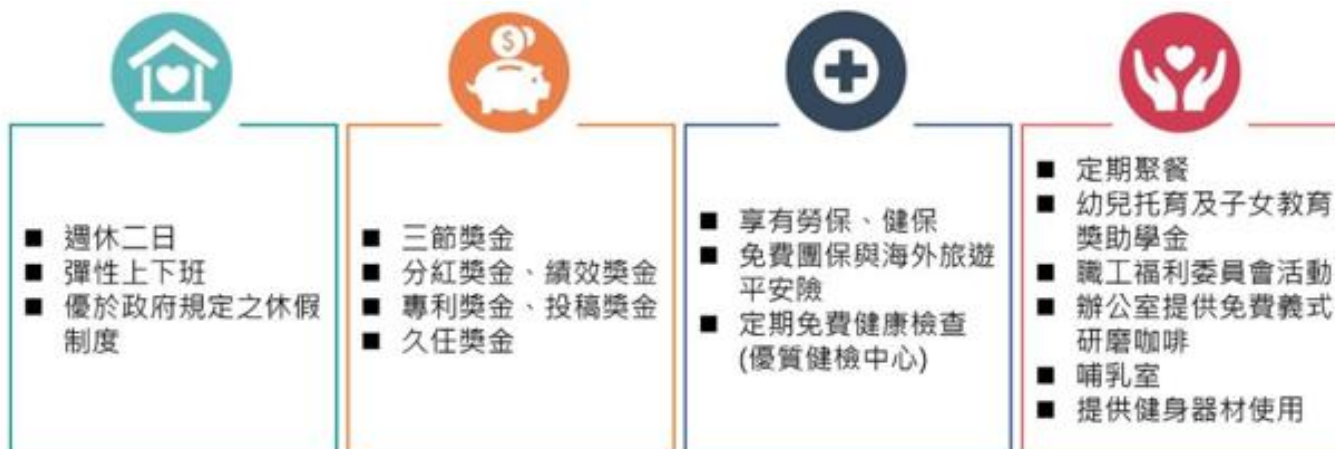 ■ 週休二日
■ 彈性上下班
■ 優於政府規定之休假
制度
■ 三節獎金
■ 分紅獎金、績效獎金
■ 專利獎金、投稿獎金
■ 久任獎金
■ 享有勞保、健保
■ 免費團保與海外旅遊
平安險
■ 定期免費健康檢查
(優質健檢中心)
■ 定期聚餐
■ 幼兒托育及子女教育
獎助學金
■ 職工福利委員會活動
■ 辦公室提供免費義式
研磨咖啡
■ 哺乳室
■ 提供健身器材使用